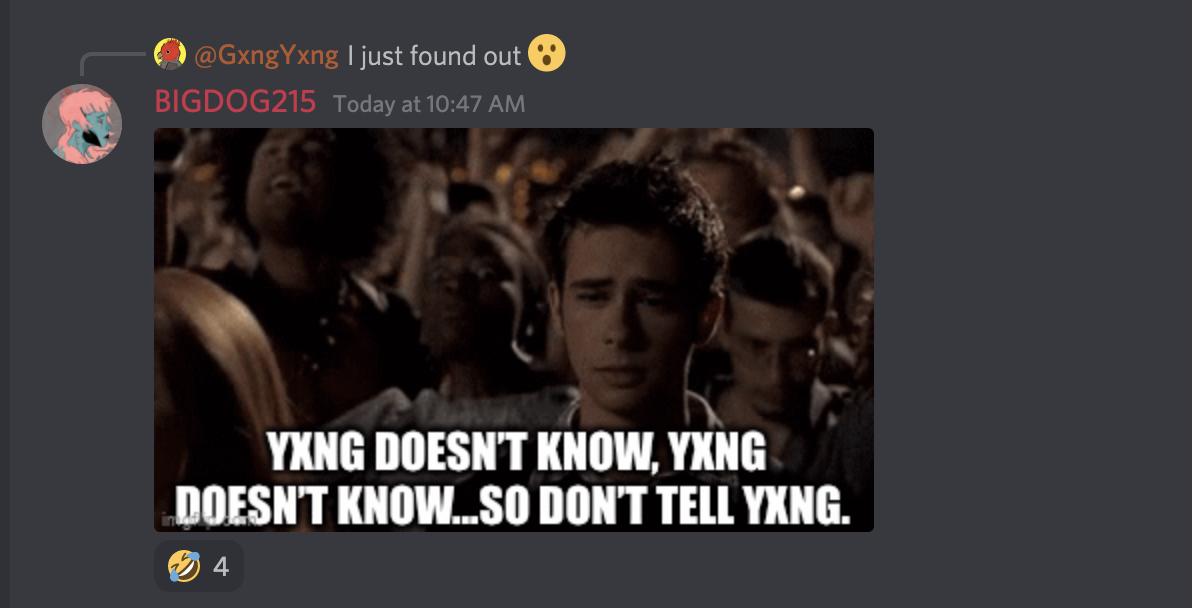 @GxngYxng I just found out 😮
BIGDOG215 Today at 10:47 AM
YXNG DOESN'T KNOW, YXNG
DOESN'T KNOW...SO DON'T TELL YXNG.
imgflip.com
🤣 4